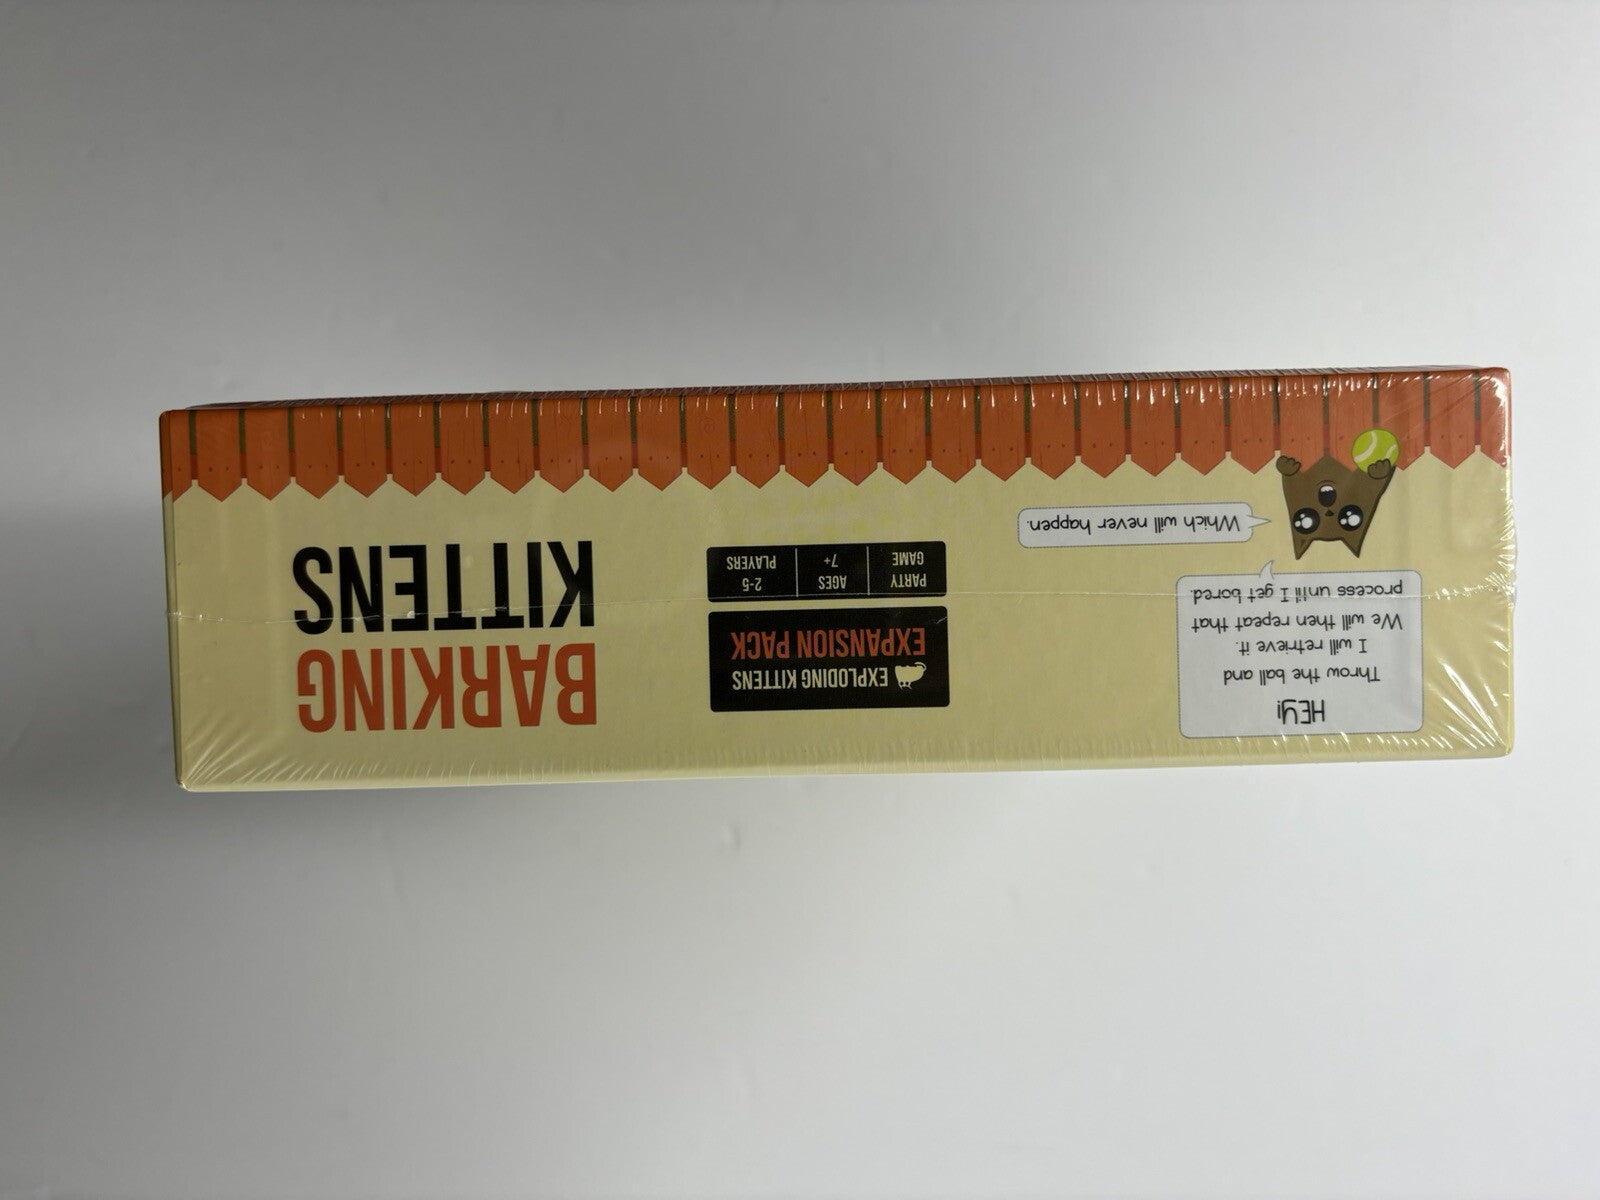 BARKING
KITTENS
EXPLODING KITTENS
EXPANSION PACK
PARTY
GAME
AGES
7+
2-5
PLAYERS
HEY!
Throw the ball and
I will retrieve it.
We will then repeat that
process until I get bored.
Which will never happen.